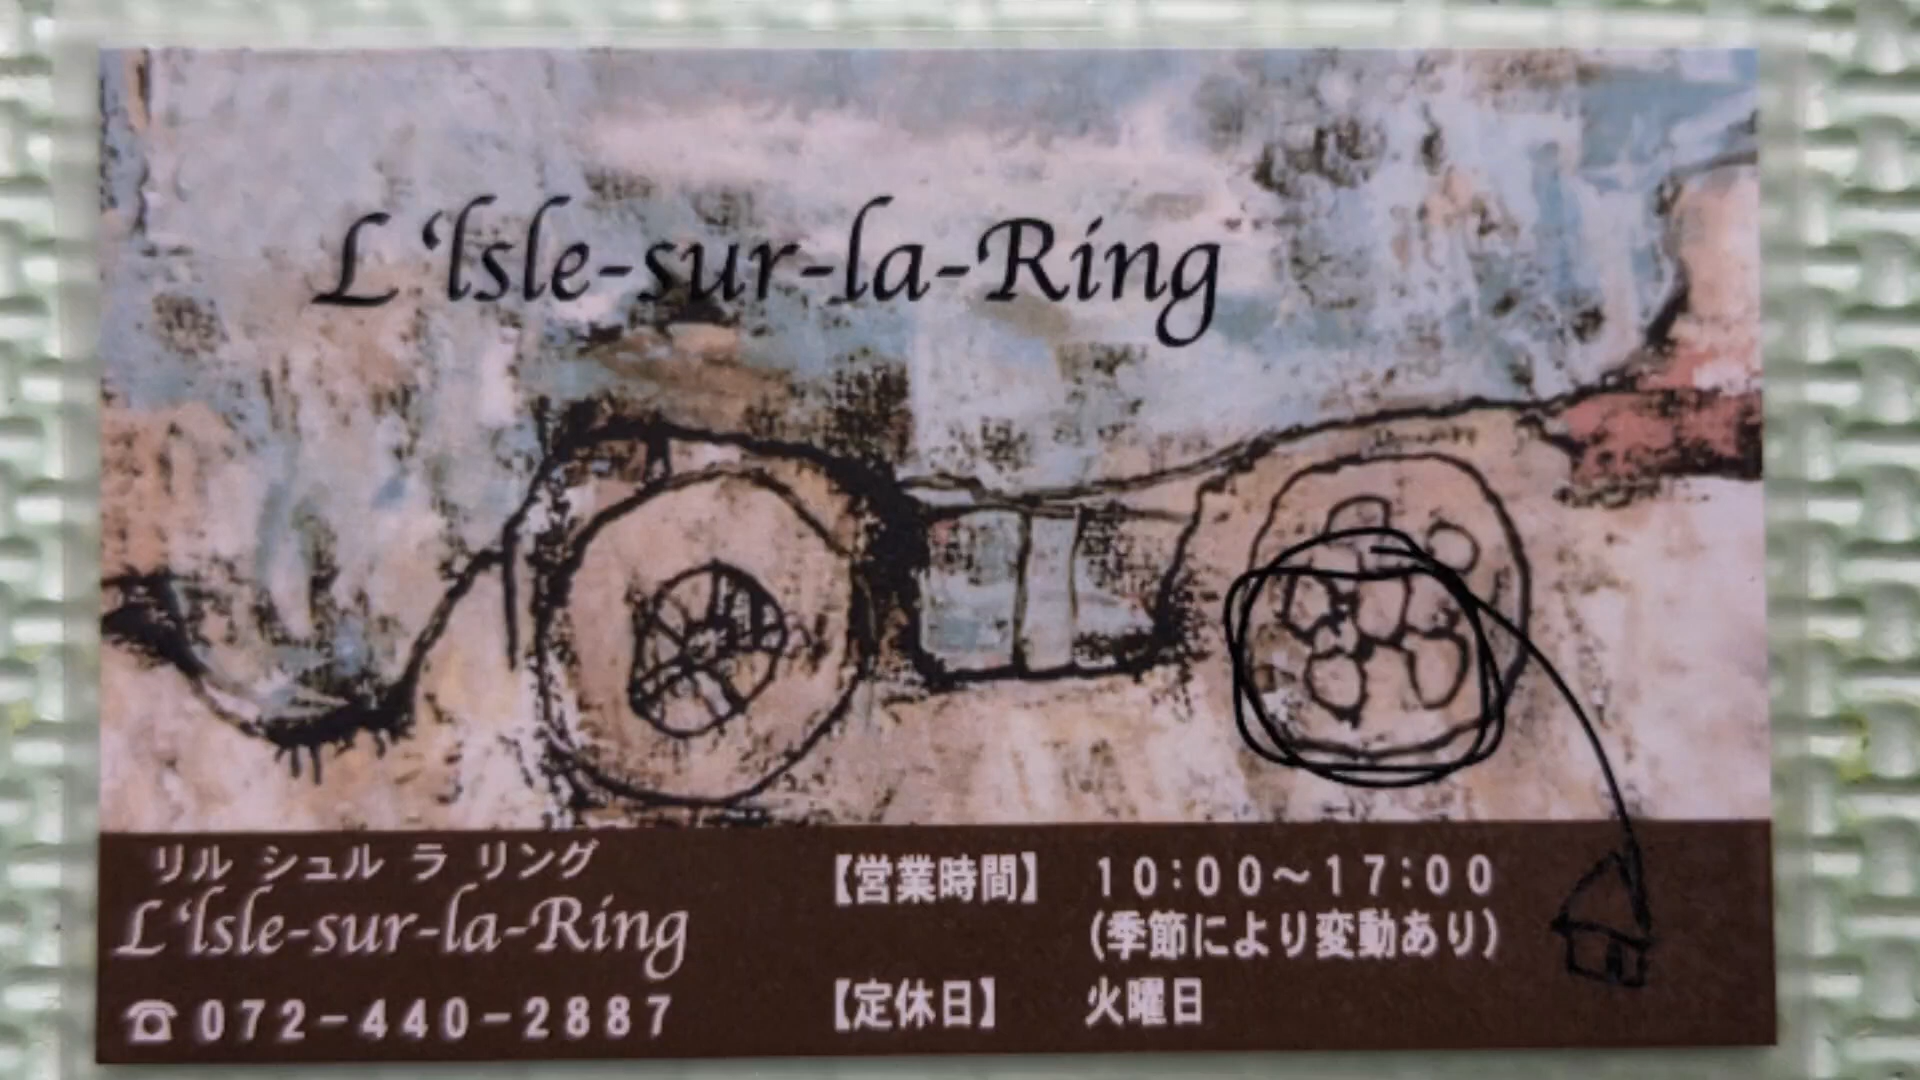 L‘Isle-sur-la-Ring
リル シュル ラ リング
L‘Isle-sur-la-Ring
☎072-440-2887
【営業時間】 10:00~17:00
(季節により変動あり)
【定休日】 火曜日